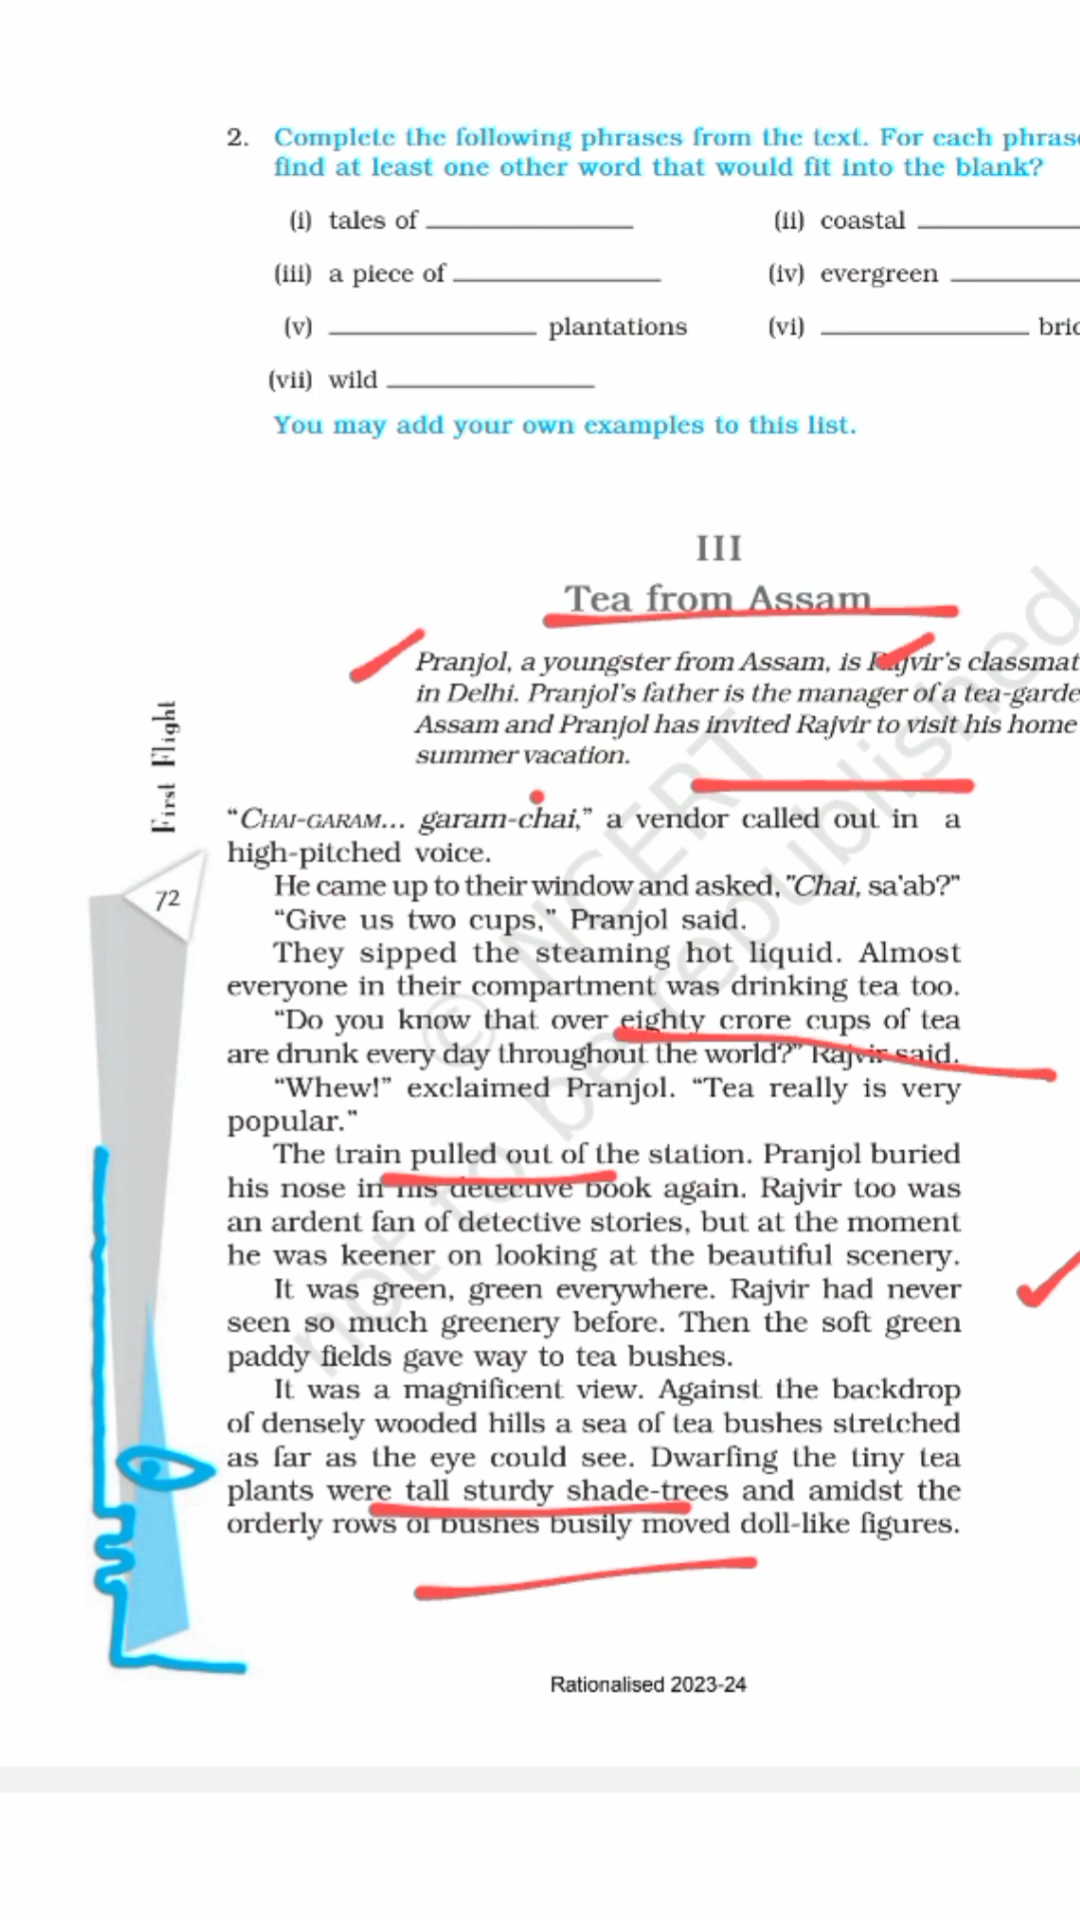 2. Complete the following phrases from the text. For each phrase
find at least one other word that would fit into the blank?
(i) tales of
(ii) coastal
(iii) a piece of
(iv) evergreen
(v) plantations
(vi)
(vii) wild
You may add your own examples to this list.
III
Tea from Assam
Pranjol, a youngster from Assam, is Rajvir's
in Delhi. Pranjol's father is the manager of a
Assam and Pranjol has invited Rajvir to visit his home
summer vacation.
"CHAI-GARAM... garam-chai," a vendor called out in a
high-pitched voice.
He came up to their window and asked, "Chai, sa'ab?"
"Give us two cups," Pranjol said.
They sipped the steaming hot liquid. Almost
everyone in their compartment was drinking tea too.
"Do you know that over eighty crore cups of tea
are drunk every day throughout the world?" Rajvir said.
"Whew!" exclaimed Pranjol. "Tea really is very
popular."
The train pulled out of the station. Pranjol buried
his nose in his detective book again. Rajvir too was
an ardent fan of detective stories, but at the moment
he was keener on looking at the beautiful scenery.
It was green, green everywhere. Rajvir had never
seen so much greenery before. Then the soft green
paddy fields gave way to tea bushes.
It was a magnificent view. Against the backdrop
of densely wooded hills a sea of tea bushes stretched
as far as the eye could see. Dwarfing the tiny tea
plants were tall sturdy shade-trees and amidst the
orderly rows of bushes busily moved doll-like figures.
First Flight
72
© NCERT
not to be republished
Rationalised 2023-24